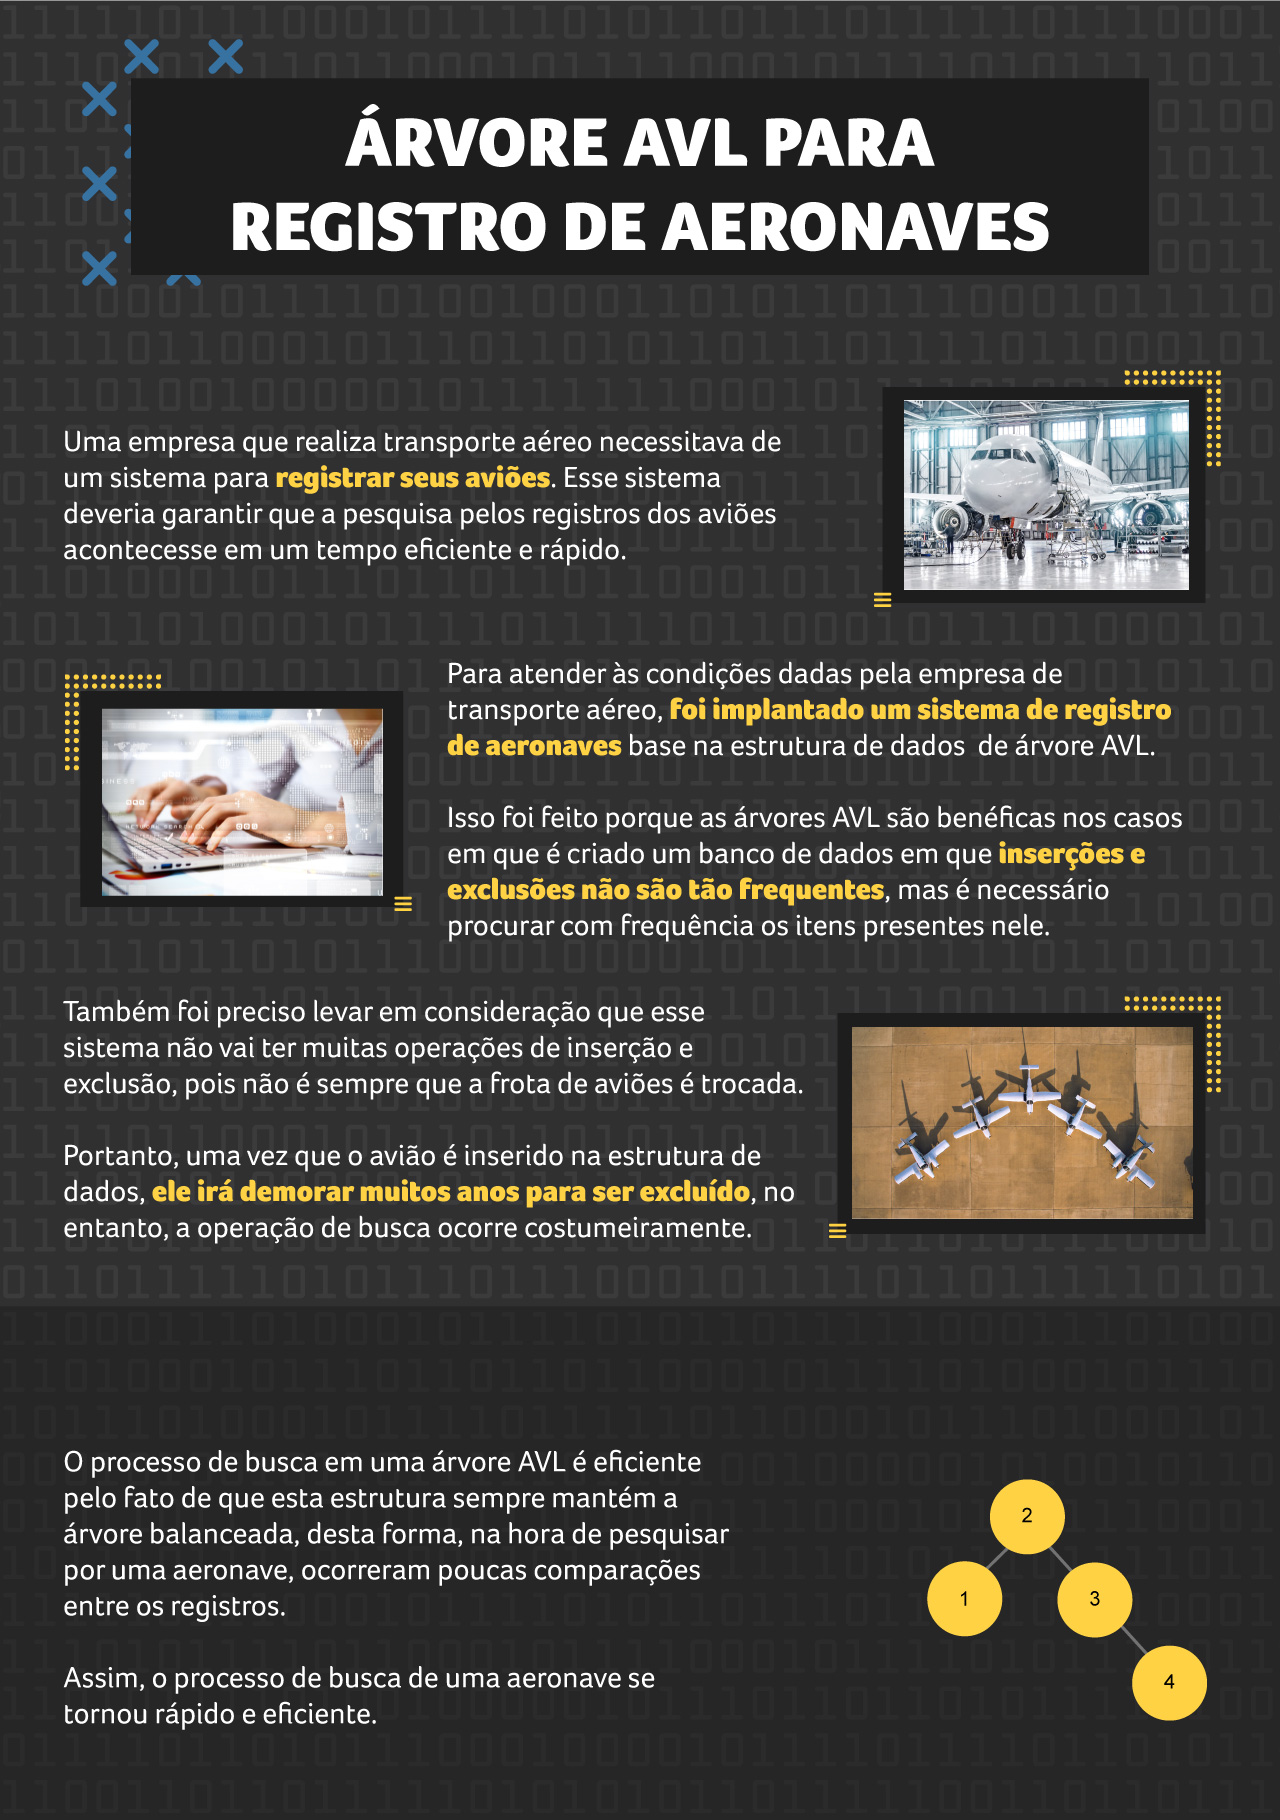 ÁRVORE AVL PARA
REGISTRO DE AERONAVES
Uma empresa que realiza transporte aéreo necessitava de
um sistema para registrar seus aviões. Esse sistema
deveria garantir que a pesquisa pelos registros dos aviões
acontecesse em um tempo eficiente e rápido.
Para atender às condições dadas pela empresa de
transporte aéreo, foi implantado um sistema de registro
de aeronaves base na estrutura de dados  de árvore AVL.
Isso foi feito porque as árvores AVL são benéficas nos casos
em que é criado um banco de dados em que inserções e
exclusões não são tão frequentes, mas é necessário
procurar com frequência os itens presentes nele.
Também foi preciso levar em consideração que esse
sistema não vai ter muitas operações de inserção e
exclusão, pois não é sempre que a frota de aviões é trocada.
Portanto, uma vez que o avião é inserido na estrutura de
dados, ele irá demorar muitos anos para ser excluído, no
entanto, a operação de busca ocorre costumeiramente.
O processo de busca em uma árvore AVL é eficiente
pelo fato de que esta estrutura sempre mantém a
árvore balanceada, desta forma, na hora de pesquisar
por uma aeronave, ocorreram poucas comparações
entre os registros.
Assim, o processo de busca de uma aeronave se
tornou rápido e eficiente.
2
1
3
4